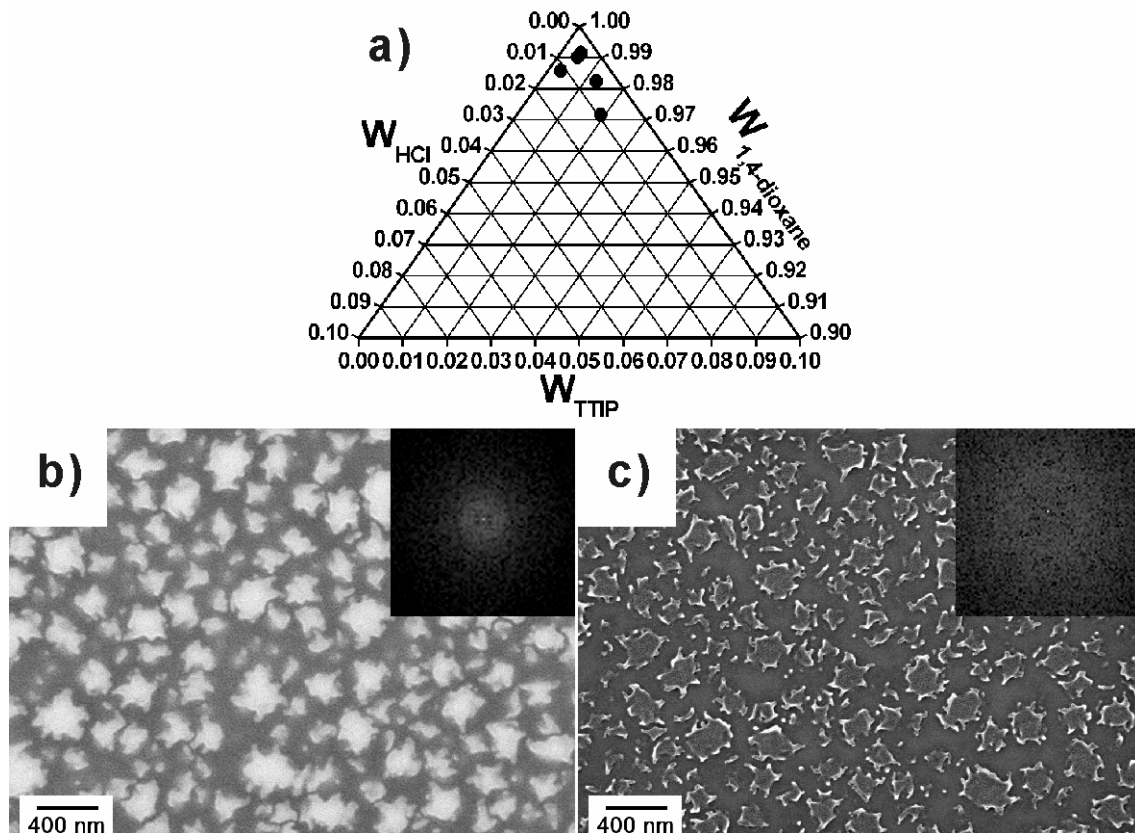 a)
0.00 1.00
0.01 0.99
0.02 0.98
0.03 0.97
0.04 0.96
0.05 0.95
0.06 0.94
0.07 0.93
0.08 0.92
0.09 0.91
0.10 0.90
W HCl
W 1,4-dioxane
0.00 0.01 0.02 0.03 0.04 0.05 0.06 0.07 0.08 0.09 0.10
W TTIP
b)
400 nm
c)
400 nm